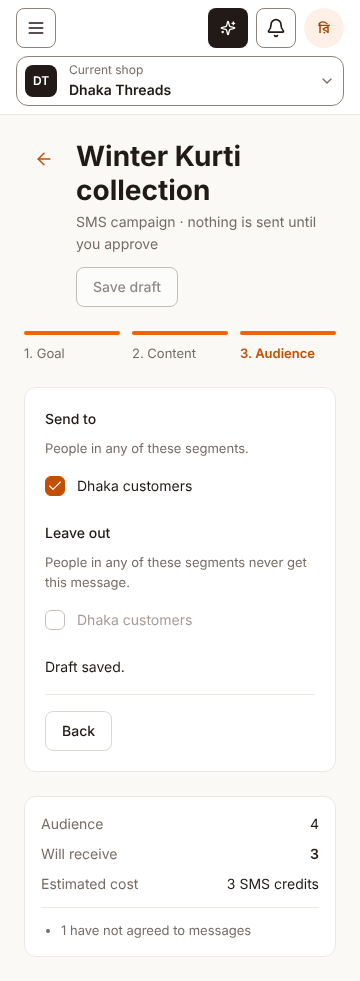 রি
DT
Current shop
Dhaka Threads
Winter Kurti
collection
SMS campaign · nothing is sent until
you approve
Save draft
1. Goal
2. Content
3. Audience
Send to
People in any of these segments.
Dhaka customers
Leave out
People in any of these segments never get
this message.
Dhaka customers
Draft saved.
Back
Audience 4
Will receive 3
Estimated cost 3 SMS credits
• 1 have not agreed to messages